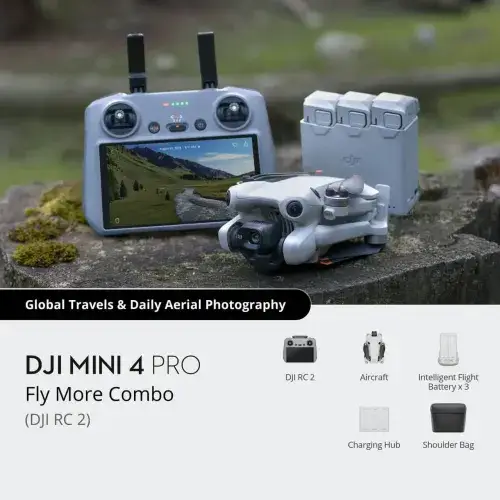 Global Travels & Daily Aerial Photography
DJI MINI 4 PRO
Fly More Combo
(DJI RC 2)
DJI RC 2
Aircraft
Intelligent Flight
Battery x 3
Charging Hub
Shoulder Bag